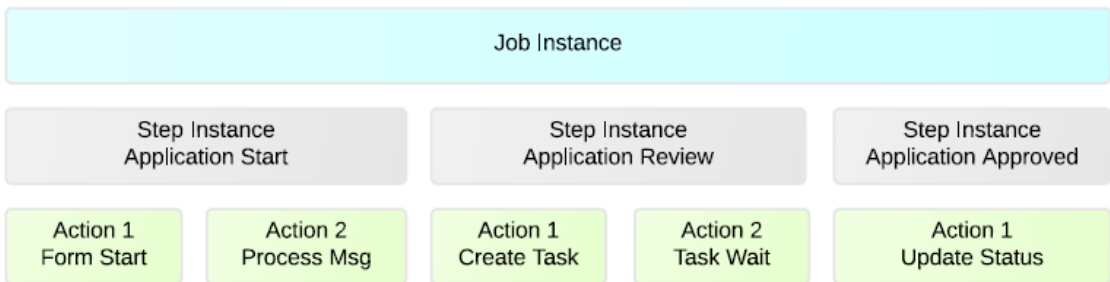 Job Instance
Step Instance
Application Start
Step Instance
Application Review
Step Instance
Application Approved
Action 1
Form Start
Action 2
Process Msg
Action 1
Create Task
Action 2
Task Wait
Action 1
Update Status